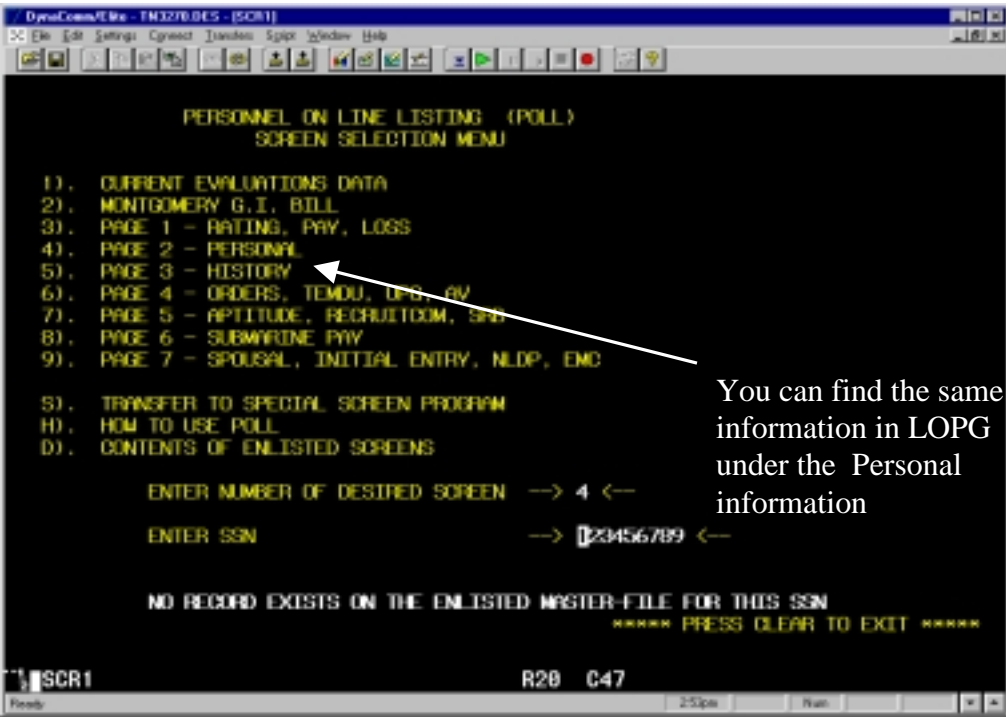 DynaComm/Elite - TN3270.DES - [SCR1]
File Edit Settings Connect Transfers Script Window Help
PERSONNEL ON LINE LISTING (POLL)
SCREEN SELECTION MENU
1). CURRENT EVALUATIONS DATA
2). MONTGOMERY G.I. BILL
3). PAGE 1 - RATING, PAY, LOSS
4). PAGE 2 - PERSONAL
5). PAGE 3 - HISTORY
6). PAGE 4 - ORDERS, TEMDU, UPG, AV
7). PAGE 5 - APTITUDE, RECRUITCOM, SRB
8). PAGE 6 - SUBMARINE PAY
9). PAGE 7 - SPOUSAL, INITIAL ENTRY, NLDP, EMC
S). TRANSFER TO SPECIAL SCREEN PROGRAM
H). HOW TO USE POLL
D). CONTENTS OF ENLISTED SCREENS
You can find the same
information in LOPG
under the Personal
information
ENTER NUMBER OF DESIRED SCREEN --> 4 <--
ENTER SSN --> 123456789 <--
NO RECORD EXISTS ON THE ENLISTED MASTER-FILE FOR THIS SSN
***** PRESS CLEAR TO EXIT *****
SCR1 R20 C47
Ready 2:53pm Num